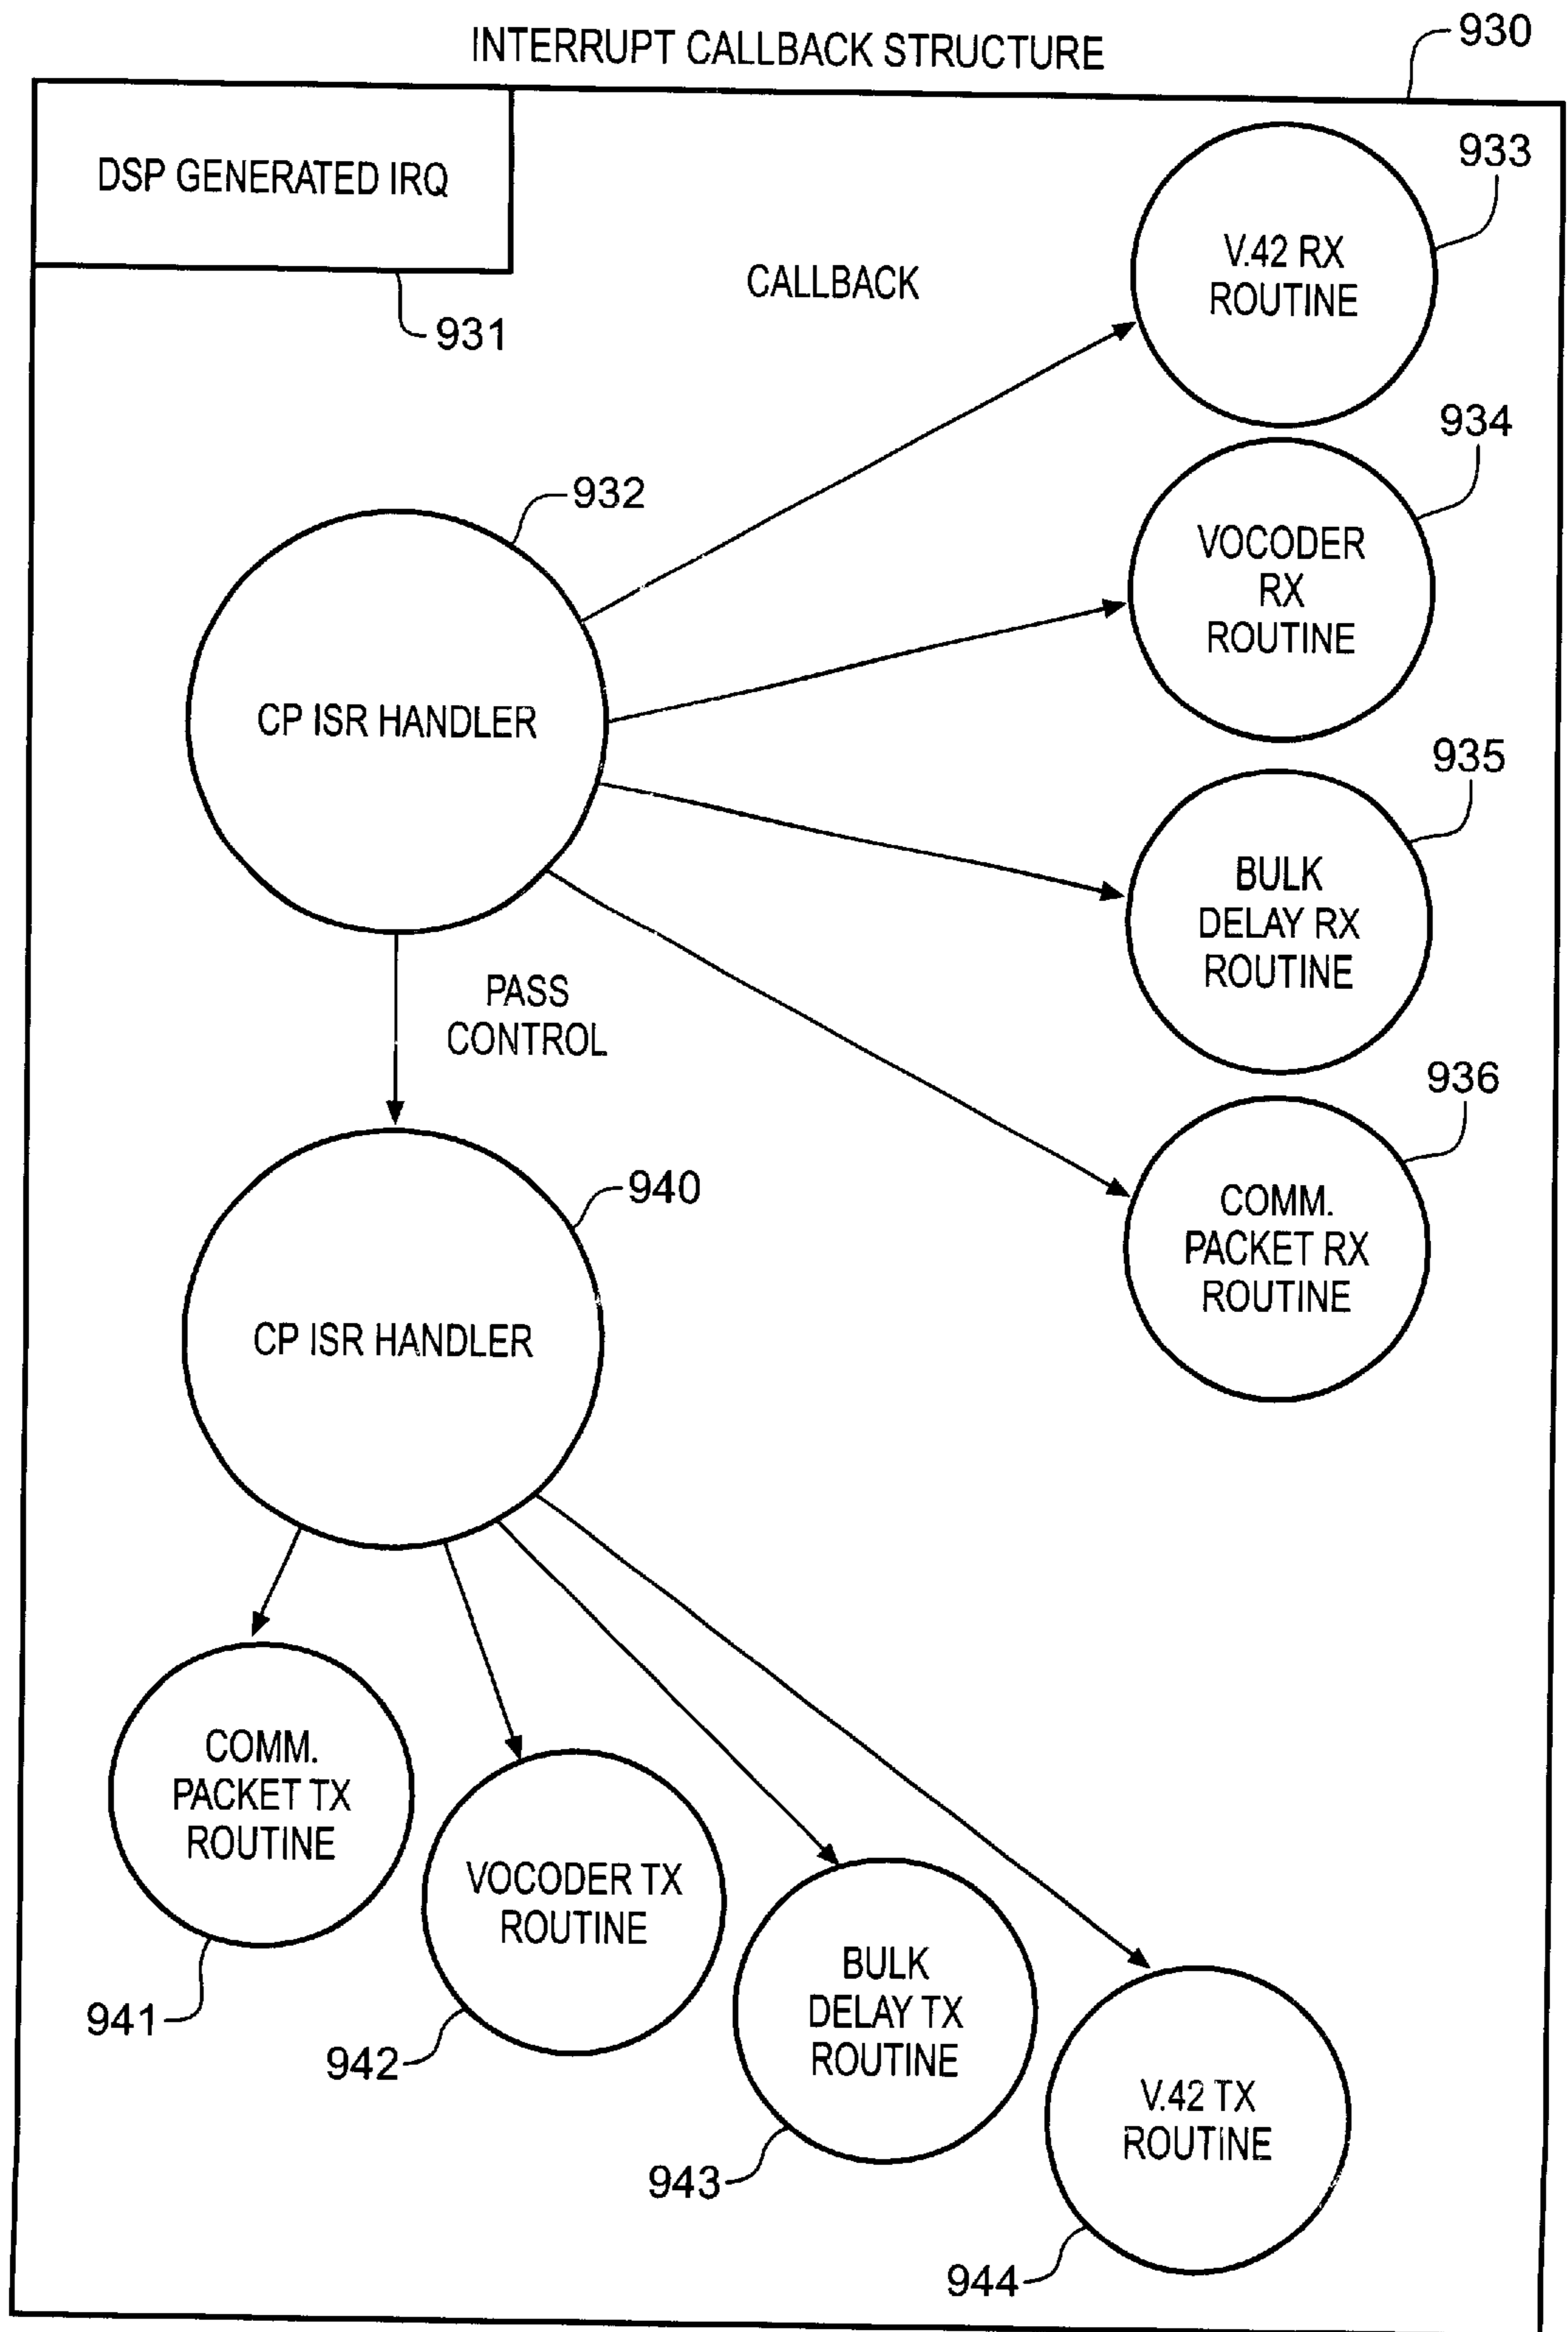 INTERRUPT CALLBACK STRUCTURE
930
DSP GENERATED IRQ
931
CALLBACK
V.42 RX
ROUTINE
933
932
VOCODER
RX
ROUTINE
934
CP ISR HANDLER
BULK
DELAY RX
ROUTINE
935
PASS
CONTROL
COMM.
PACKET RX
ROUTINE
936
940
CP ISR HANDLER
COMM.
PACKET TX
ROUTINE
941
VOCODER TX
ROUTINE
942
BULK
DELAY TX
ROUTINE
943
V.42 TX
ROUTINE
944